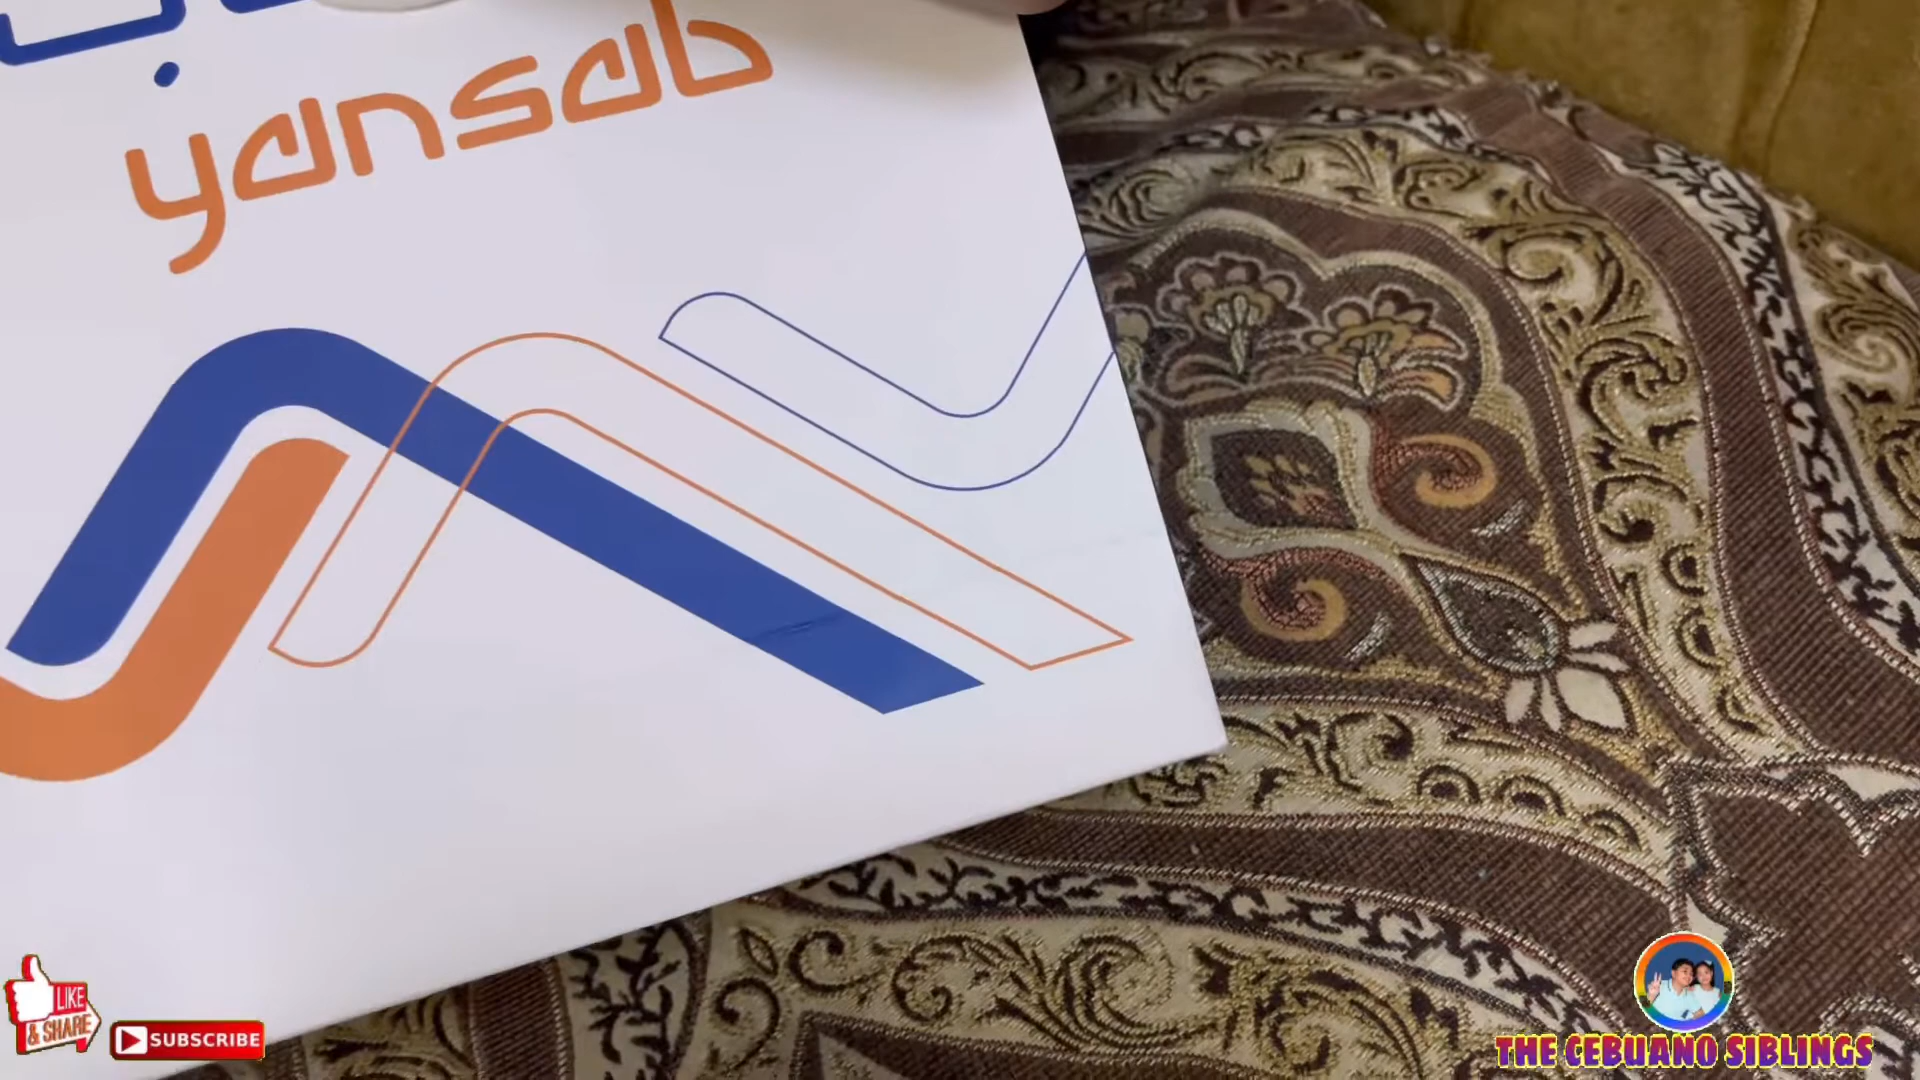 yansab
LIKE
& SHARE
SUBSCRIBE
THE CEBUANO SIBLINGS